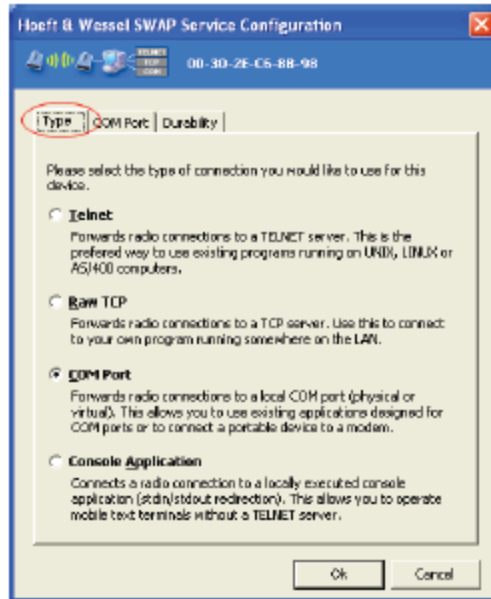 Hoeft & Wessel SWAP Service Configuration
TELNET
TCP
COM
00-30-2E-C6-8B-98
Type
COM Port
Durability
Please select the type of connection you would like to use for this
device.
Telnet
Forwards radio connections to a TELNET server. This is the
prefered way to use existing programs running on UNIX, LINUX or
AS/400 computers.
Raw TCP
Forwards radio connections to a TCP server. Use this to connect
to your own program running somewhere on the LAN.
COM Port
Forwards radio connections to a local COM port (physical or
virtual). This allows you to use existing applications designed for
COM ports or to connect a portable device to a modem.
Console Application
Connects a radio connection to a locally executed console
application (stdin/stdout redirection). This allows you to operate
mobile text terminals without a TELNET server.
Ok
Cancel